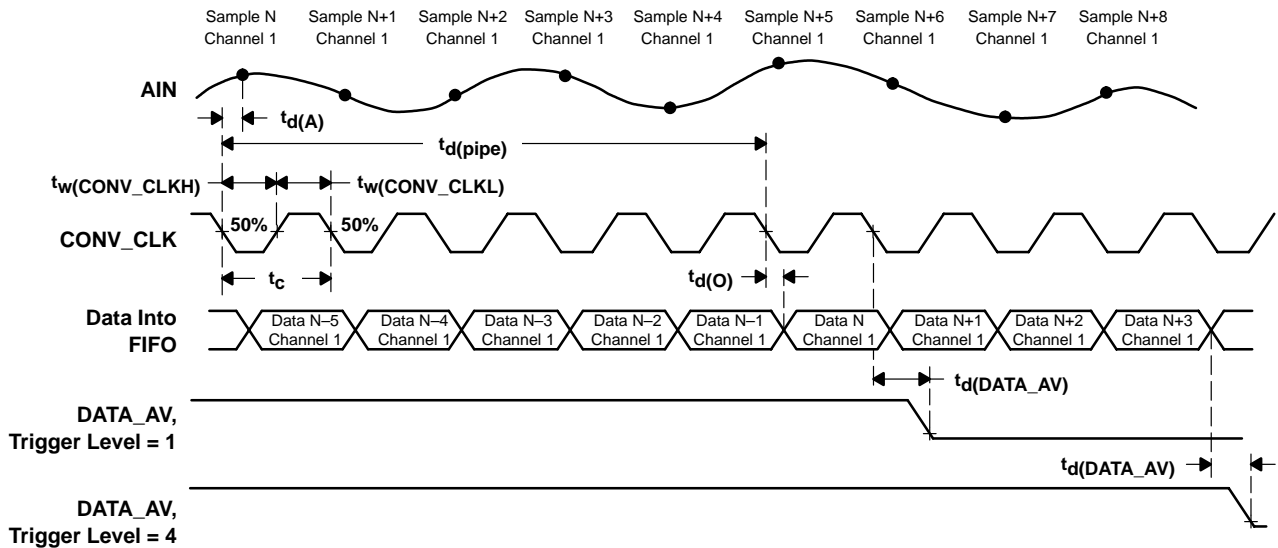 Sample N Sample N+1 Sample N+2 Sample N+3 Sample N+4 Sample N+5 Sample N+6 Sample N+7 Sample N+8
Channel 1 Channel 1 Channel 1 Channel 1 Channel 1 Channel 1 Channel 1 Channel 1 Channel 1
AIN
td(A)
td(pipe)
tw(CONV_CLKH) tw(CONV_CLKL)
50% 50%
CONV_CLK
tc
td(O)
Data Into
FIFO
Data N–5 Data N–4 Data N–3 Data N–2 Data N–1 Data N Data N+1 Data N+2 Data N+3
Channel 1 Channel 1 Channel 1 Channel 1 Channel 1 Channel 1 Channel 1 Channel 1 Channel 1
td(DATA_AV)
DATA_AV,
Trigger Level = 1
td(DATA_AV)
DATA_AV,
Trigger Level = 4